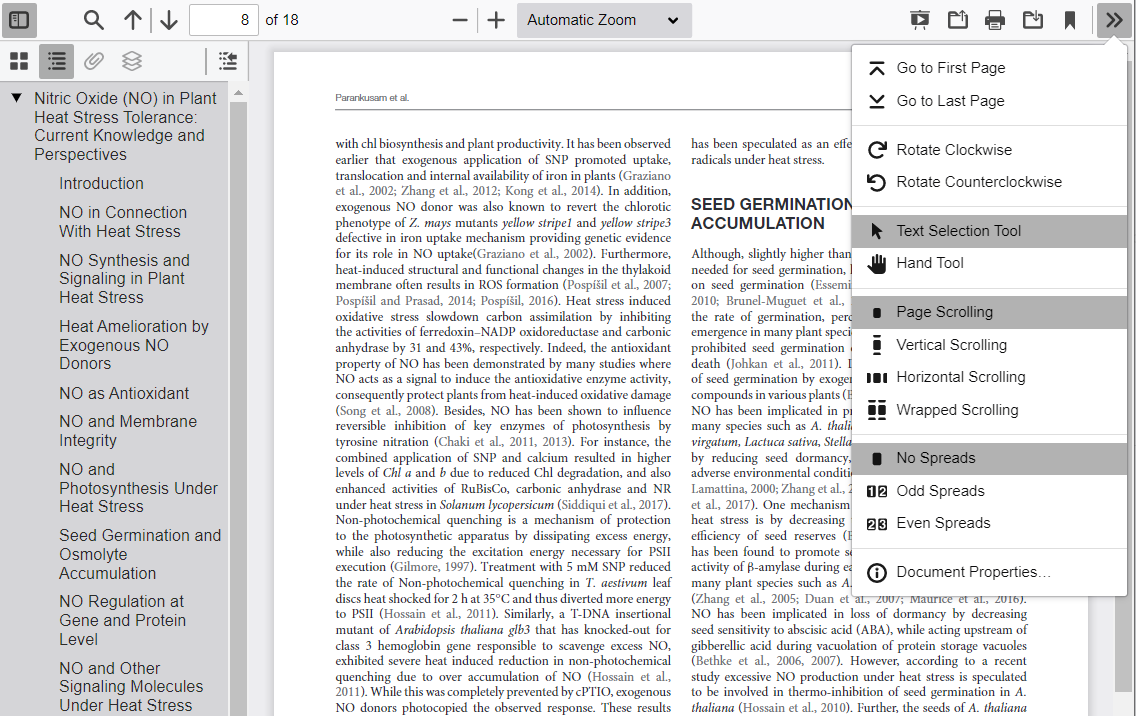 8 of 18
Automatic Zoom
Nitric Oxide (NO) in Plant
Heat Stress Tolerance:
Current Knowledge and
Perspectives
Introduction
NO in Connection
With Heat Stress
NO Synthesis and
Signaling in Plant
Heat Stress
Heat Amelioration by
Exogenous NO
Donors
NO as Antioxidant
NO and Membrane
Integrity
NO and
Photosynthesis Under
Heat Stress
Seed Germination and
Osmolyte
Accumulation
NO Regulation at
Gene and Protein
Level
NO and Other
Signaling Molecules
Under Heat Stress
Parankusam et al.
with chl biosynthesis and plant productivity. It has been observed
earlier that exogenous application of SNP promoted uptake,
translocation and internal availability of iron in plants (Graziano
et al., 2002; Zhang et al., 2012; Kong et al., 2014). In addition,
exogenous NO donor was also known to revert the chlorotic
phenotype of Z. mays mutants yellow stripe1 and yellow stripe3
defective in iron uptake mechanism providing genetic evidence
for its role in NO uptake(Graziano et al., 2002). Furthermore,
heat-induced structural and functional changes in the thylakoid
membrane often results in ROS formation (Pospíšil et al., 2007;
Pospíšil and Prasad, 2014; Pospíšil, 2016). Heat stress induced
oxidative stress slowdown carbon assimilation by inhibiting
the activities of ferredoxin–NADP oxidoreductase and carbonic
anhydrase by 31 and 43%, respectively. Indeed, the antioxidant
property of NO has been demonstrated by many studies where
NO acts as a signal to induce the antioxidative enzyme activity,
consequently protect plants from heat-induced oxidative damage
(Song et al., 2008). Besides, NO has been shown to influence
reversible inhibition of key enzymes of photosynthesis by
tyrosine nitration (Chaki et al., 2011, 2013). For instance, the
combined application of SNP and calcium resulted in higher
levels of Chl a and b due to reduced Chl degradation, and also
enhanced activities of RuBisCo, carbonic anhydrase and NR
under heat stress in Solanum lycopersicum (Siddiqui et al., 2017).
Non-photochemical quenching is a mechanism of protection
to the photosynthetic apparatus by dissipating excess energy,
while also reducing the excitation energy necessary for PSII
execution (Gilmore, 1997). Treatment with 5 mM SNP reduced
the rate of Non-photochemical quenching in T. aestivum leaf
discs heat shocked for 2 h at 35°C and thus diverted more energy
to PSII (Hossain et al., 2011). Similarly, a T-DNA insertional
mutant of Arabidopsis thaliana glb3 that has knocked-out for
class 3 hemoglobin gene responsible to scavenge excess NO,
exhibited severe heat induced reduction in non-photochemical
quenching due to over accumulation of NO (Hossain et al.,
2011). While this was completely prevented by cPTIO, exogenous
NO donors photocopied the observed response. These results
has been speculated as an effe
radicals under heat stress.
SEED GERMINATION
ACCUMULATION
Although, slightly higher than
needed for seed germination,
on seed germination (Essemi
2010; Brunel-Muguet et al.,
the rate of germination, perc
emergence in many plant speci
prohibited seed germination
death (Johkan et al., 2011). I
of seed germination by exoger
compounds in various plants (
NO has been implicated in pr
many species such as A. thali
virgatum, Lactuca sativa, Stella
by reducing seed dormancy,
adverse environmental conditi
Lamattina, 2000; Zhang et al., 2
et al., 2017). One mechanism
heat stress is by decreasing
efficiency of seed reserves (
has been found to promote se
activity of β-amylase during ea
many plant species such as A.
(Zhang et al., 2005; Duan et al., 2007; Maurice et al., 2016).
NO has been implicated in loss of dormancy by decreasing
seed sensitivity to abscisic acid (ABA), while acting upstream of
gibberellic acid during vacuolation of protein storage vacuoles
(Bethke et al., 2006, 2007). However, according to a recent
study excessive NO production under heat stress is speculated
to be involved in thermo-inhibition of seed germination in A.
thaliana (Hossain et al., 2010). Further, the seeds of A. thaliana
Go to First Page
Go to Last Page
Rotate Clockwise
Rotate Counterclockwise
Text Selection Tool
Hand Tool
Page Scrolling
Vertical Scrolling
Horizontal Scrolling
Wrapped Scrolling
No Spreads
Odd Spreads
Even Spreads
Document Properties…